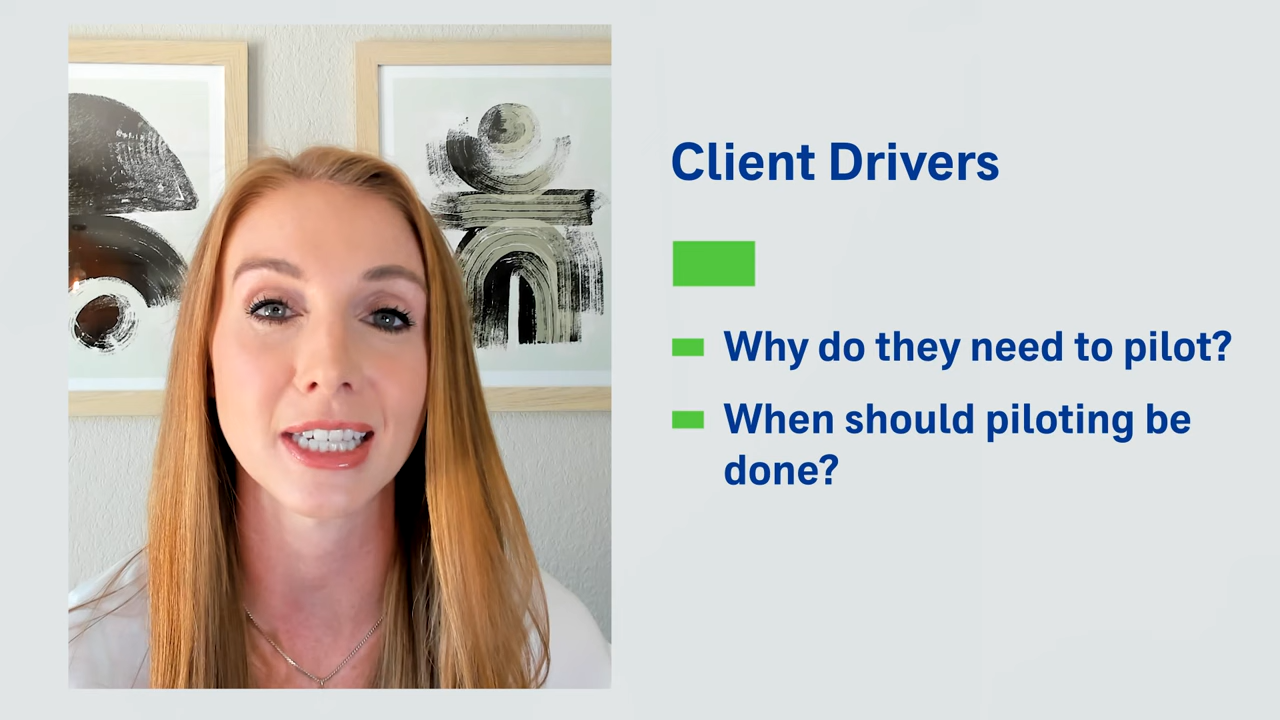 Client Drivers
Why do they need to pilot?
When should piloting be
done?